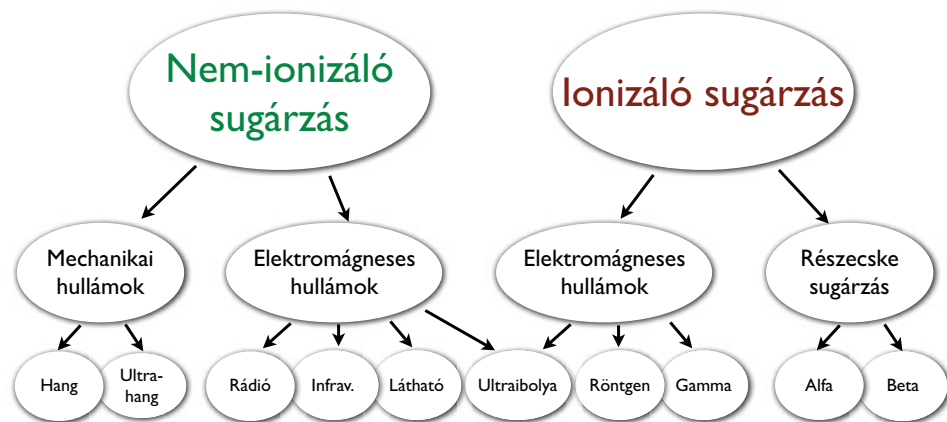 Nem-ionizáló
sugárzás
Ionizáló sugárzás
Mechanikai
hullámok
Elektromágneses
hullámok
Elektromágneses
hullámok
Részecske
sugárzás
Hang
Ultra-
hang
Rádió
Infrav.
Látható
Ultraibolya
Röntgen
Gamma
Alfa
Beta